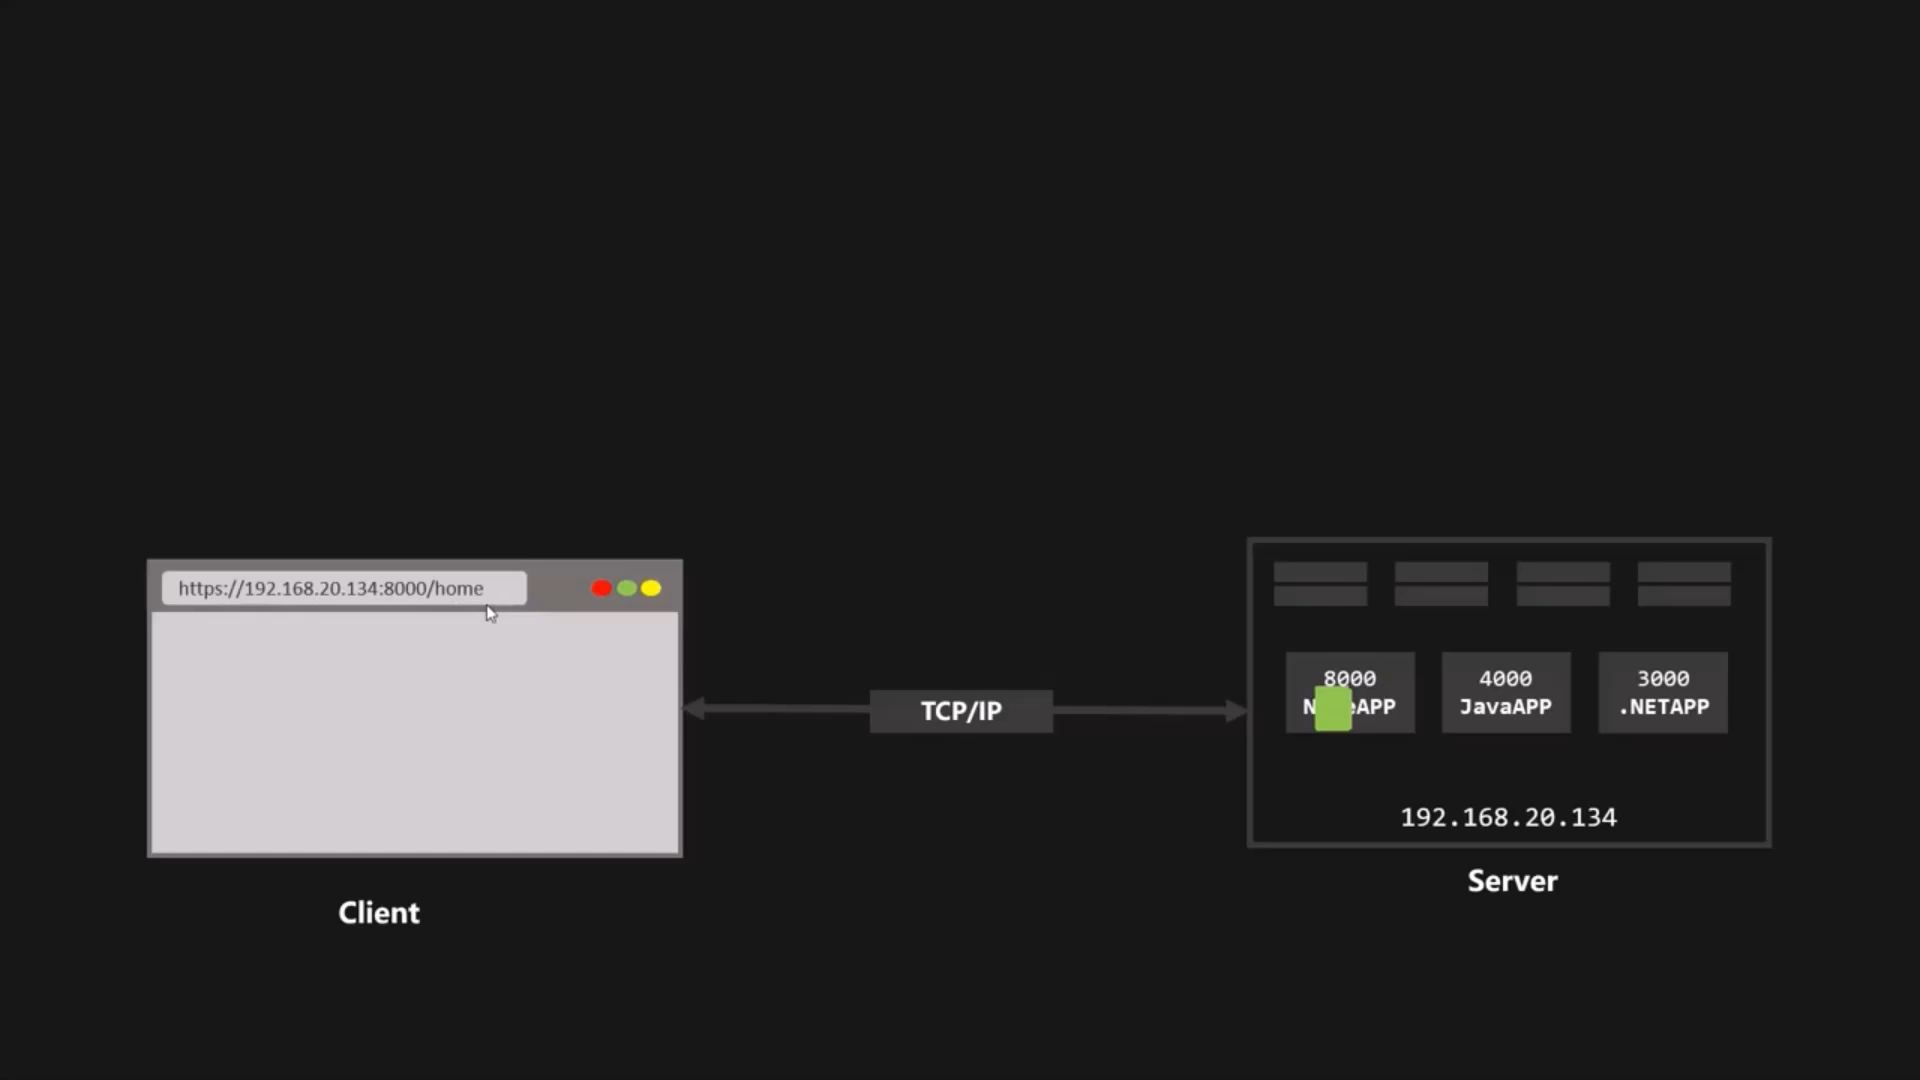 https://192.168.20.134:8000/home
TCP/IP
8000
4000
JavaAPP
3000
.NETAPP
192.168.20.134
Client
Server